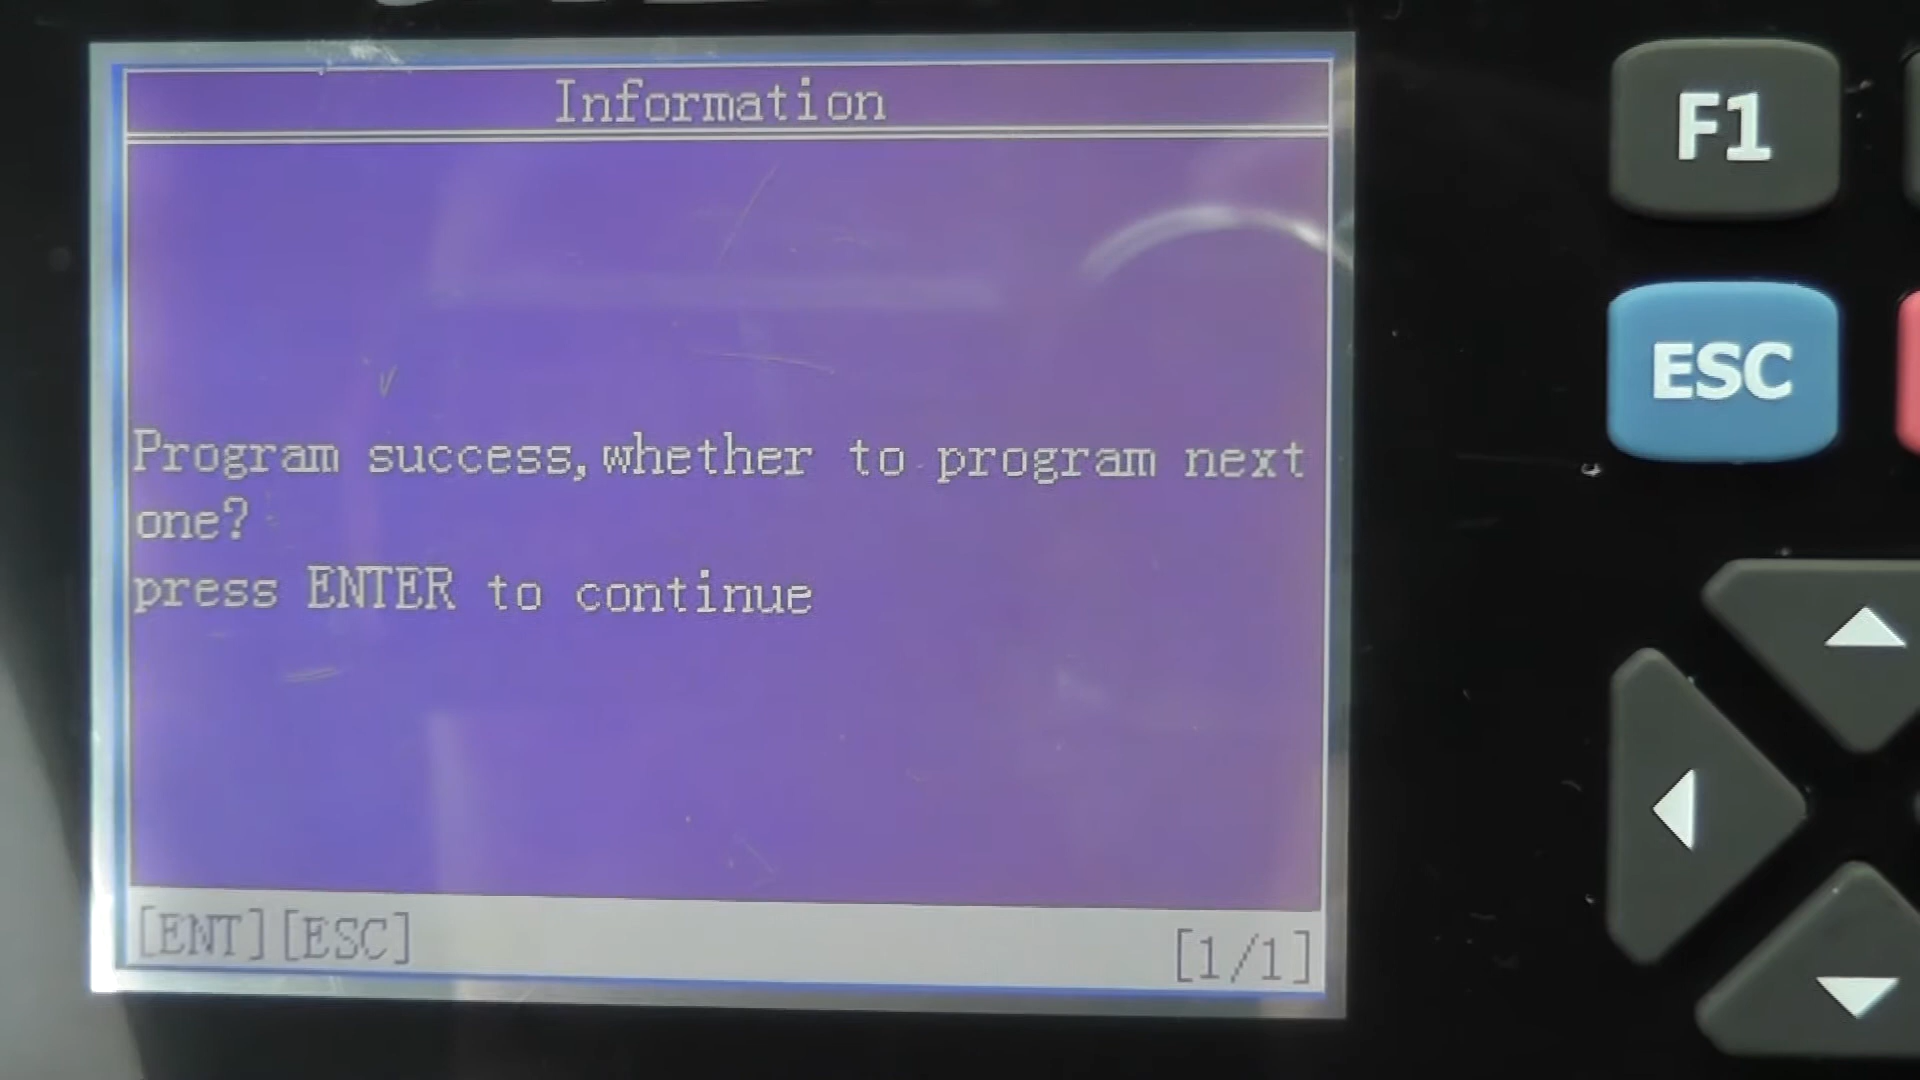 Information
Program success,whether to program next
one?
press ENTER to continue
[ENT][ESC]
[1/1]
F1
ESC